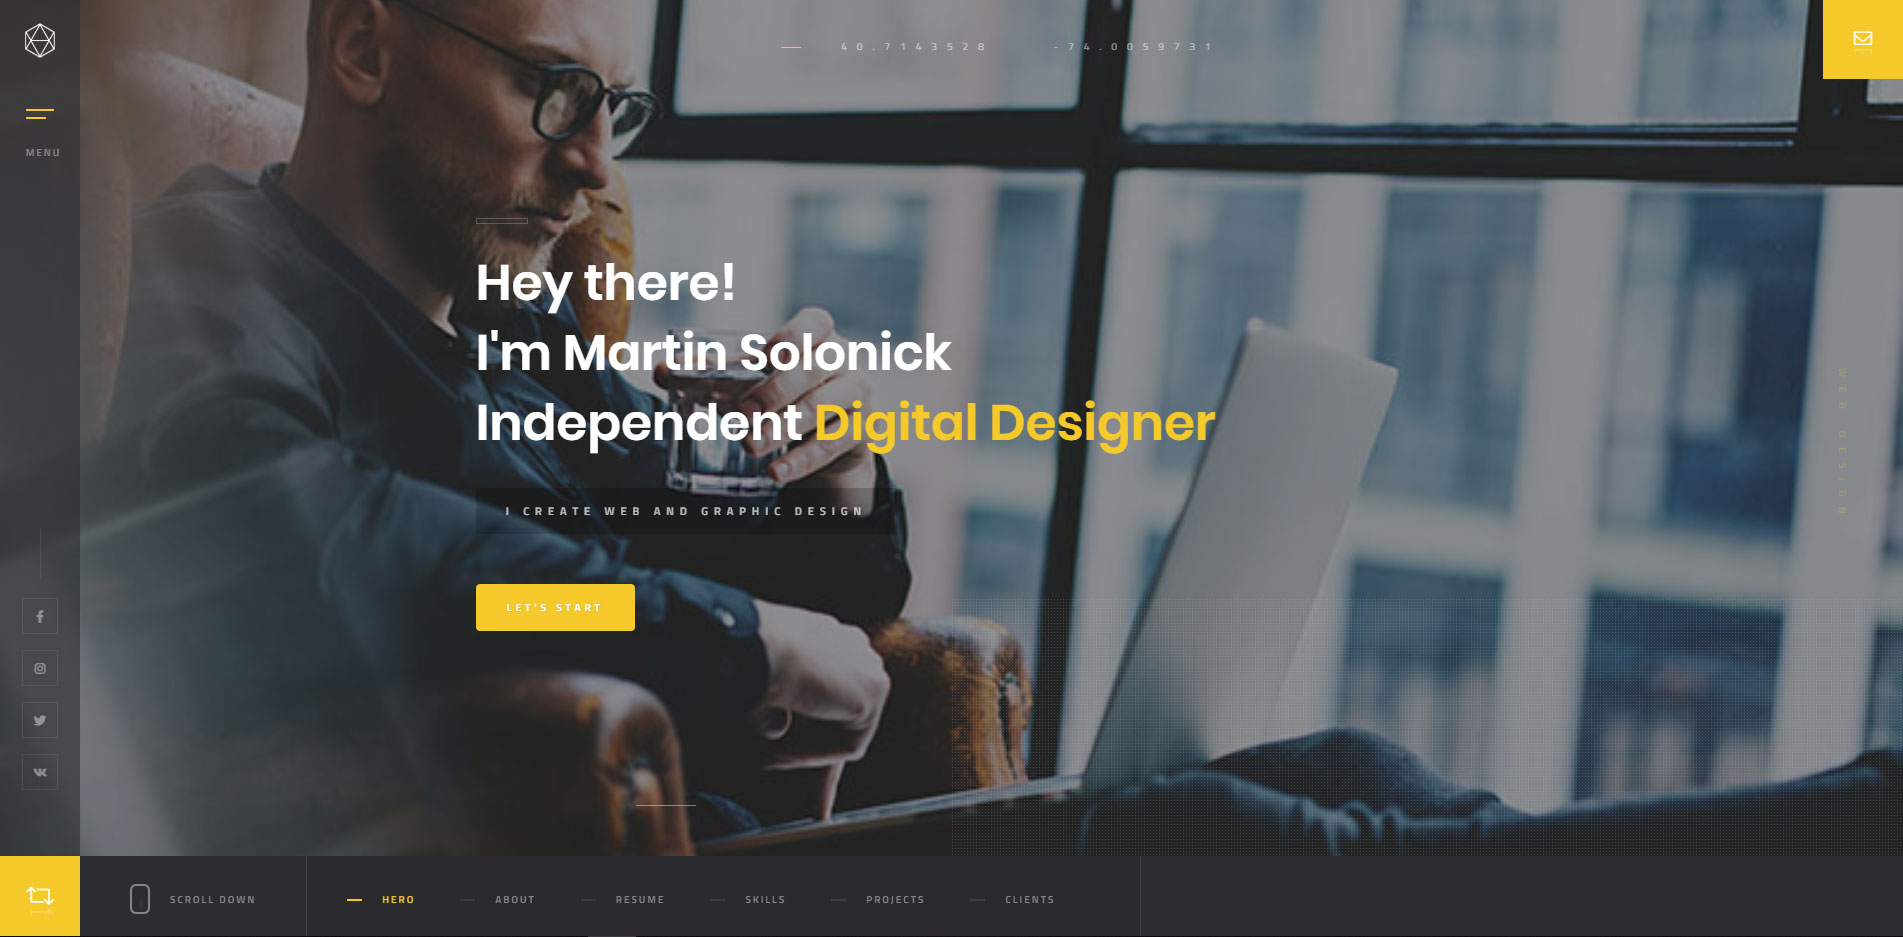 40.7143528 -74.0059731
MENU
Hey there!
I'm Martin Solonick
Independent Digital Designer
I CREATE WEB AND GRAPHIC DESIGN
LET'S START
WEB DESIGN
SCROLL DOWN
HERO
ABOUT
RESUME
SKILLS
PROJECTS
CLIENTS